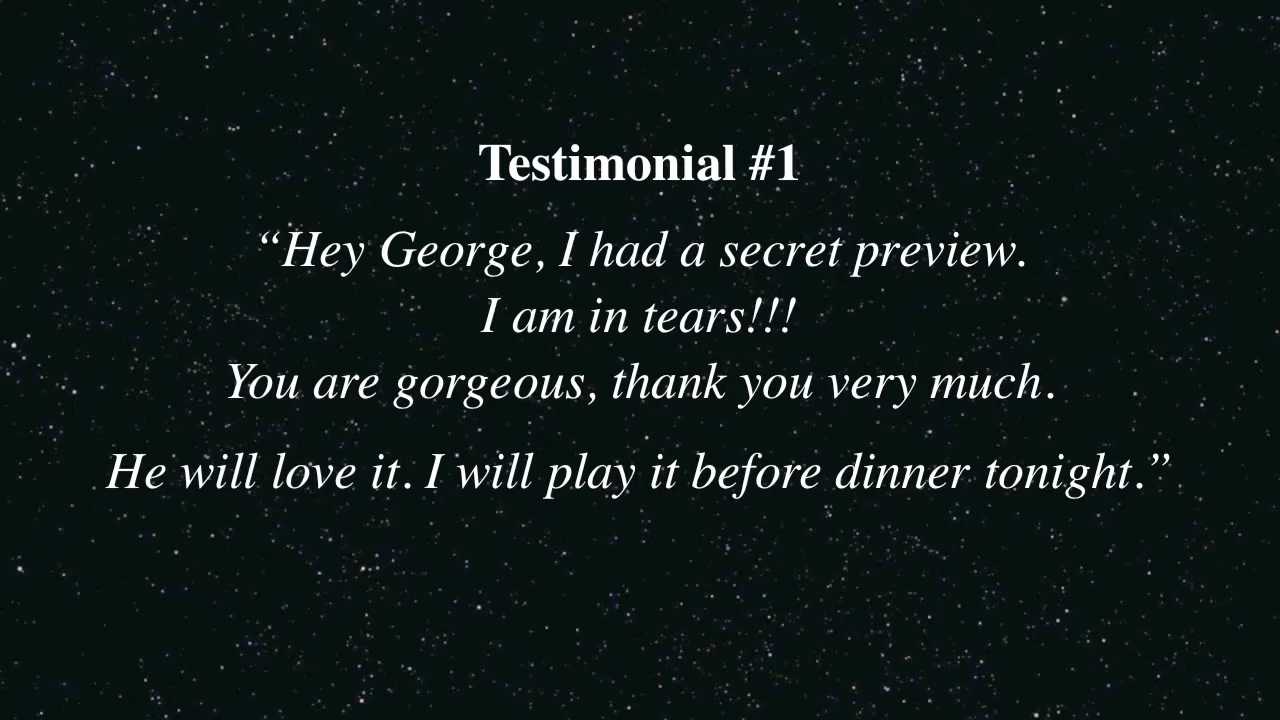 Testimonial #1
“Hey George, I had a secret preview.
I am in tears!!!
You are gorgeous, thank you very much.
He will love it. I will play it before dinner tonight.”